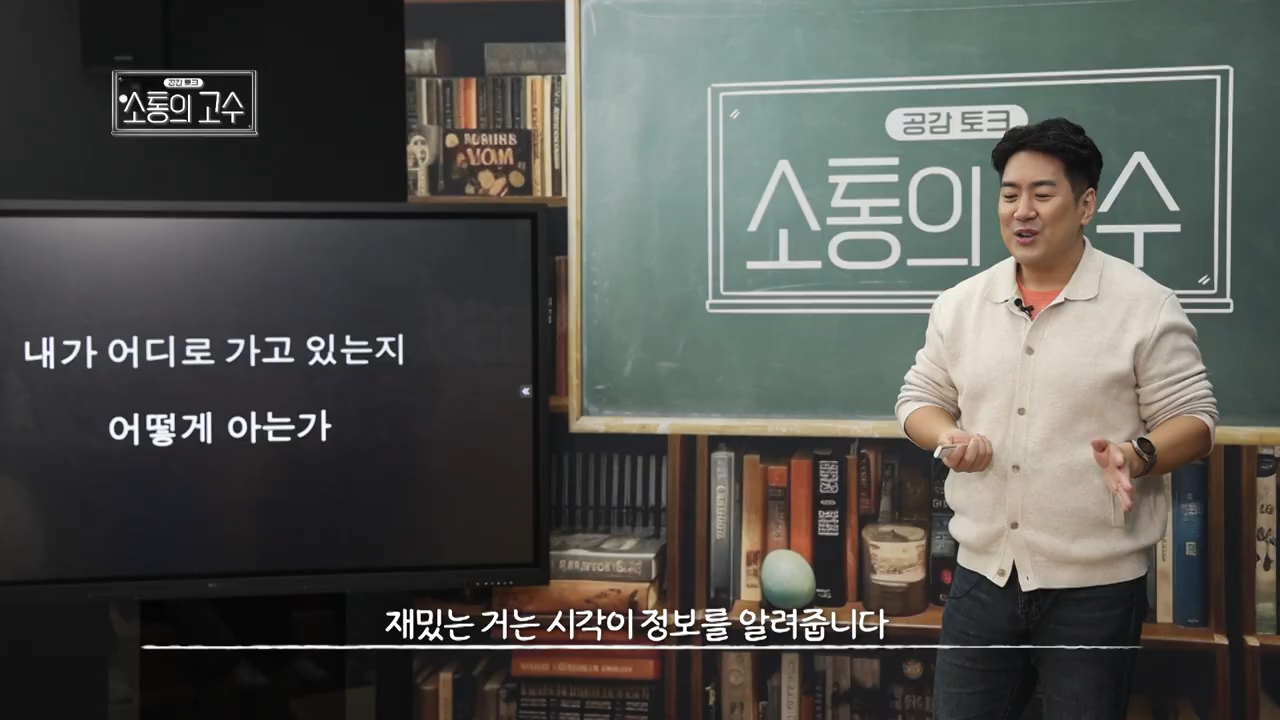 공감 토크
소통의 고수
공감 토크
소통의 수
내가 어디로 가고 있는지
어떻게 아는가
재밌는 거는 시각이 정보를 알려줍니다